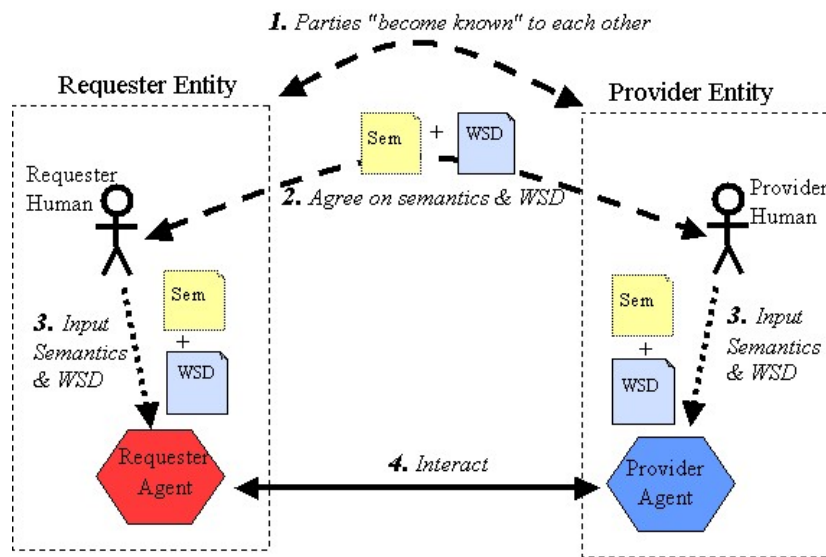 1. Parties "become known" to each other
Requester Entity
Provider Entity
Sem
+
WSD
Requester
Human
2. Agree on semantics & WSD
Provider
Human
Sem
+
WSD
3. Input
Semantics
& WSD
Sem
+
WSD
3. Input
Semantics
& WSD
Requester
Agent
4. Interact
Provider
Agent